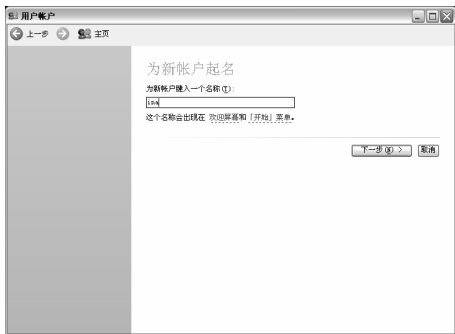 用户帐户
上一步 主页
为新帐户起名
为新帐户键入一个名称(T):
这个名称会出现在 欢迎屏幕和「开始」菜单。
下一步(N) > 取消